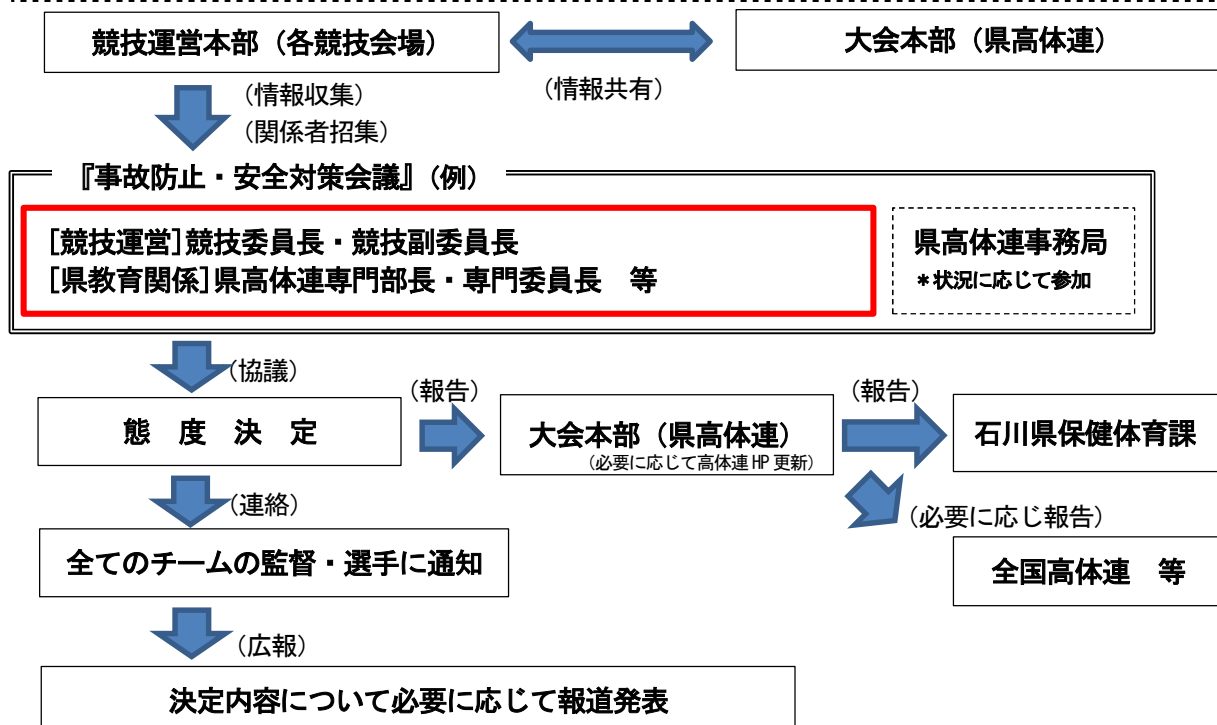 競技運営本部（各競技会場）
大会本部（県高体連）
（情報共有）
（情報収集）
（関係者招集）
『事故防止・安全対策会議』（例）
［競技運営］競技委員長・競技副委員長
［県教育関係］県高体連専門部長・専門委員長　等
県高体連事務局
＊状況に応じて参加
（協議）
態　度　決　定
（報告）
大会本部（県高体連）
（必要に応じて高体連HP更新）
（報告）
石川県保健体育課
（必要に応じ報告）
全国高体連　等
（連絡）
全てのチームの監督・選手に通知
（広報）
決定内容について必要に応じて報道発表